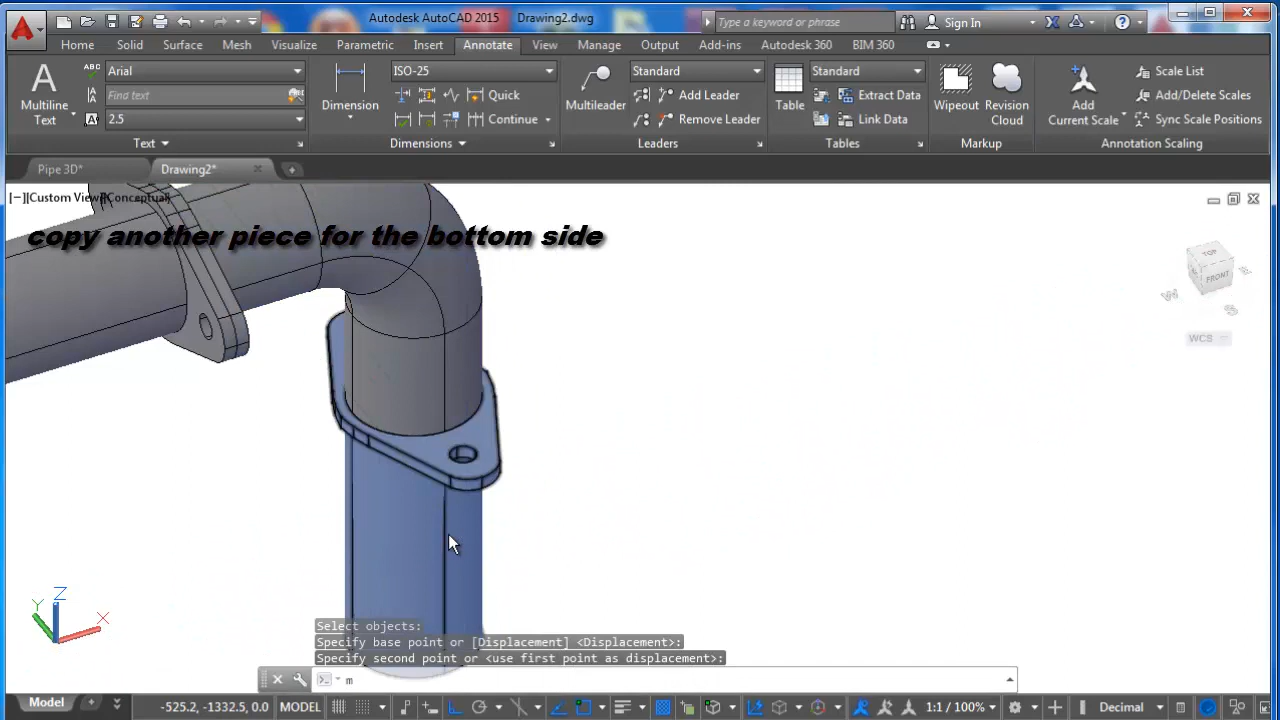 Autodesk AutoCAD 2015 Drawing2.dwg
Type a keyword or phrase
Sign In
Home Solid Surface Mesh Visualize Parametric Insert Annotate View Manage Output Add-ins Autodesk 360 BIM 360
A Multiline Text
ABC Arial
Find text
2.5
Dimension
ISO-25
Quick
Continue
Multileader
Standard
Add Leader
Remove Leader
Table
Standard
Extract Data
Link Data
Wipeout
Revision Cloud
Add Current Scale
Scale List
Add/Delete Scales
Sync Scale Positions
Text Dimensions Leaders Tables Markup Annotation Scaling
Pipe 3D* Drawing2*
[−][Custom View][Conceptual]
copy another piece for the bottom side
TOP
FRONT
S
WCS
Z
Y
X
Select objects:
Specify base point or [Displacement] <Displacement>:
Specify second point or <use first point as displacement>:
m
Model
-525.2, -1332.5, 0.0 MODEL 1:1 / 100% Decimal